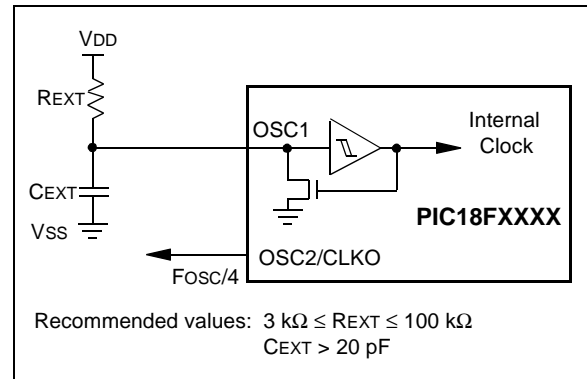 VDD
REXT
OSC1
Internal
Clock
CEXT
PIC18FXXXX
VSS
OSC2/CLKO
FOSC/4
Recommended values: 3 kΩ ≤ REXT ≤ 100 kΩ
CEXT > 20 pF